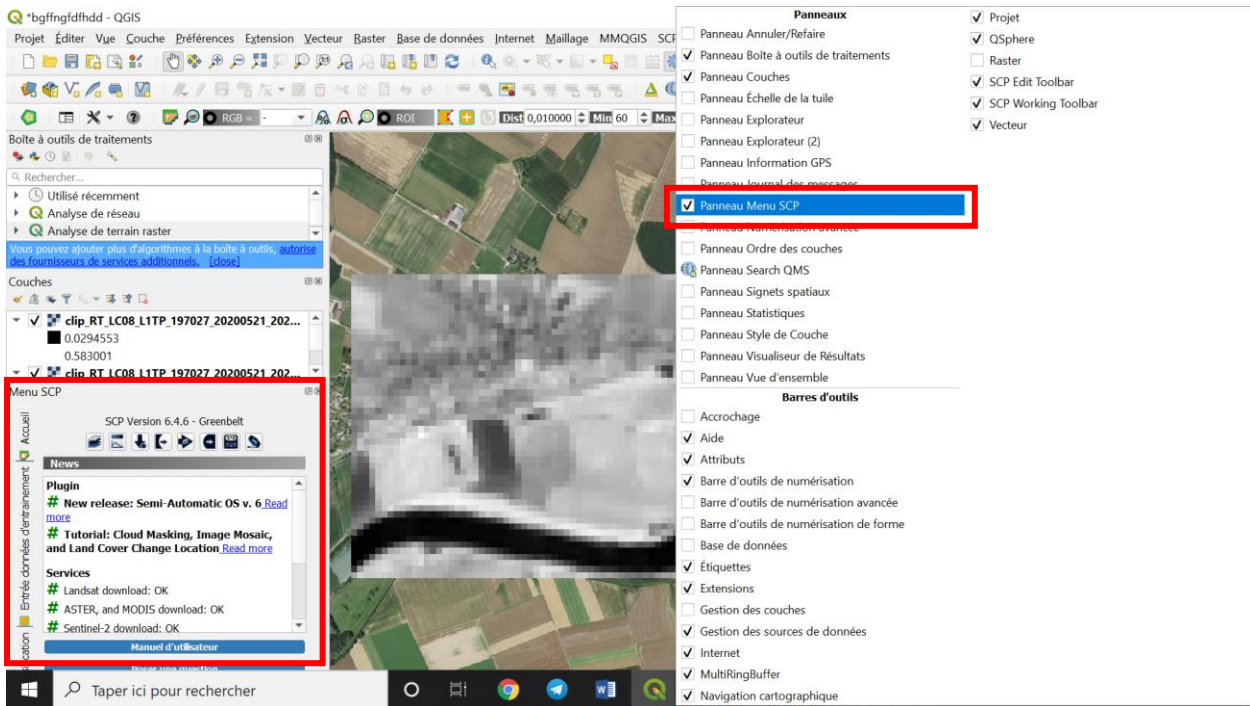 *bgffngfdfhdd - QGIS
Projet Éditer Vue Couche Préférences Extension Vecteur Raster Base de données Internet Maillage MMQGIS SCP
RGB = - ROI Dist 0,010000 Min 60 Max
Boîte à outils de traitements
Rechercher...
Utilisé récemment
Analyse de réseau
Analyse de terrain raster
Vous pouvez ajouter plus d'algorithmes à la boîte à outils, autorise
des fournisseurs de services additionnels. [close]
Couches
clip_RT_LC08_L1TP_197027_20200521_202...
0.0294553
0.583001
clip_RT_LC08_L1TP_197027_20200521_202...
Menu SCP
Accueil
Entrée données d'entrainement
SCP Version 6.4.6 - Greenbelt
News
Plugin
# New release: Semi-Automatic OS v. 6 Read
more
# Tutorial: Cloud Masking, Image Mosaic,
and Land Cover Change Location Read more
Services
# Landsat download: OK
# ASTER, and MODIS download: OK
# Sentinel-2 download: OK
Manuel d'utilisateur
Poser une question
Taper ici pour rechercher
Panneaux
Panneau Annuler/Refaire
Panneau Boîte à outils de traitements
Panneau Couches
Panneau Échelle de la tuile
Panneau Explorateur
Panneau Explorateur (2)
Panneau Information GPS
Panneau Journal des messages
Panneau Menu SCP
Panneau Numérisation avancée
Panneau Ordre des couches
Panneau Search QMS
Panneau Signets spatiaux
Panneau Statistiques
Panneau Style de Couche
Panneau Visualiseur de Résultats
Panneau Vue d'ensemble
Barres d'outils
Accrochage
Aide
Attributs
Barre d'outils de numérisation
Barre d'outils de numérisation avancée
Barre d'outils de numérisation de forme
Base de données
Étiquettes
Extensions
Gestion des couches
Gestion des sources de données
Internet
MultiRingBuffer
Navigation cartographique
Projet
QSphere
Raster
SCP Edit Toolbar
SCP Working Toolbar
Vecteur